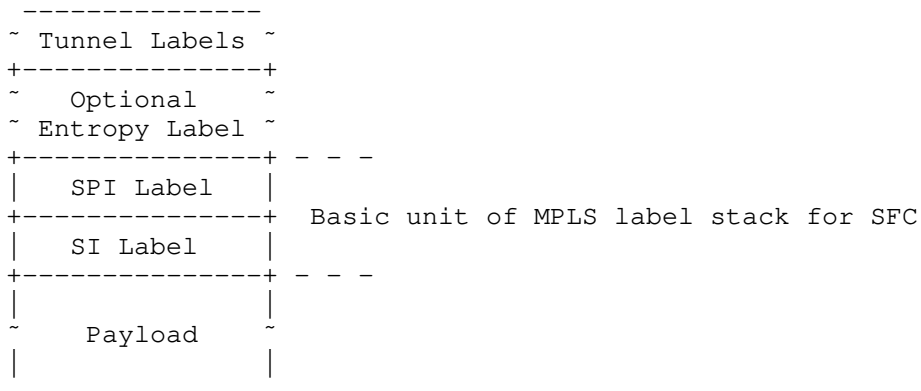 ---------------
~ Tunnel Labels ~
+---------------+
~ Optional ~
~ Entropy Label ~
+---------------+ - - -
| SPI Label |
+---------------+ Basic unit of MPLS label stack for SFC
| SI Label |
+---------------+ - - -
| |
~ Payload ~
| |